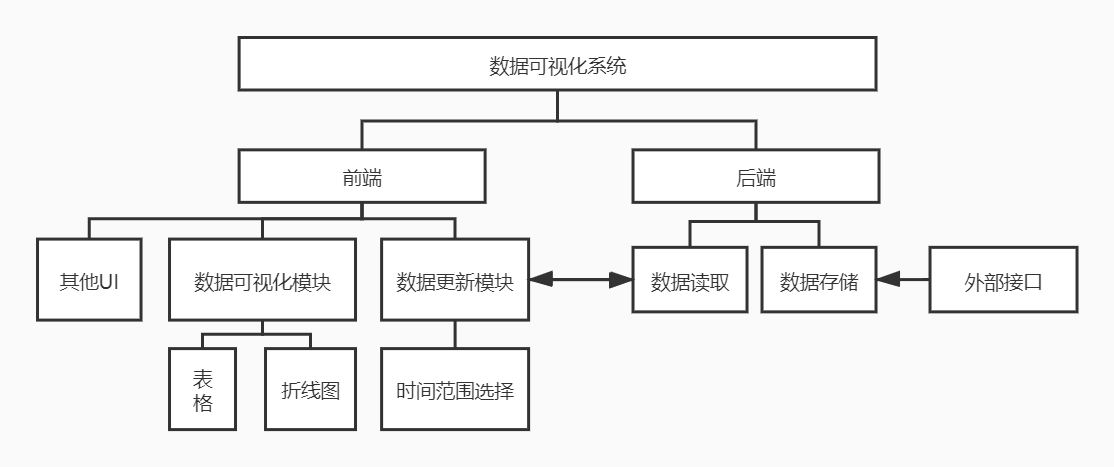 数据可视化系统
前端
后端
其他UI
数据可视化模块
数据更新模块
数据读取
数据存储
外部接口
表
格
折线图
时间范围选择